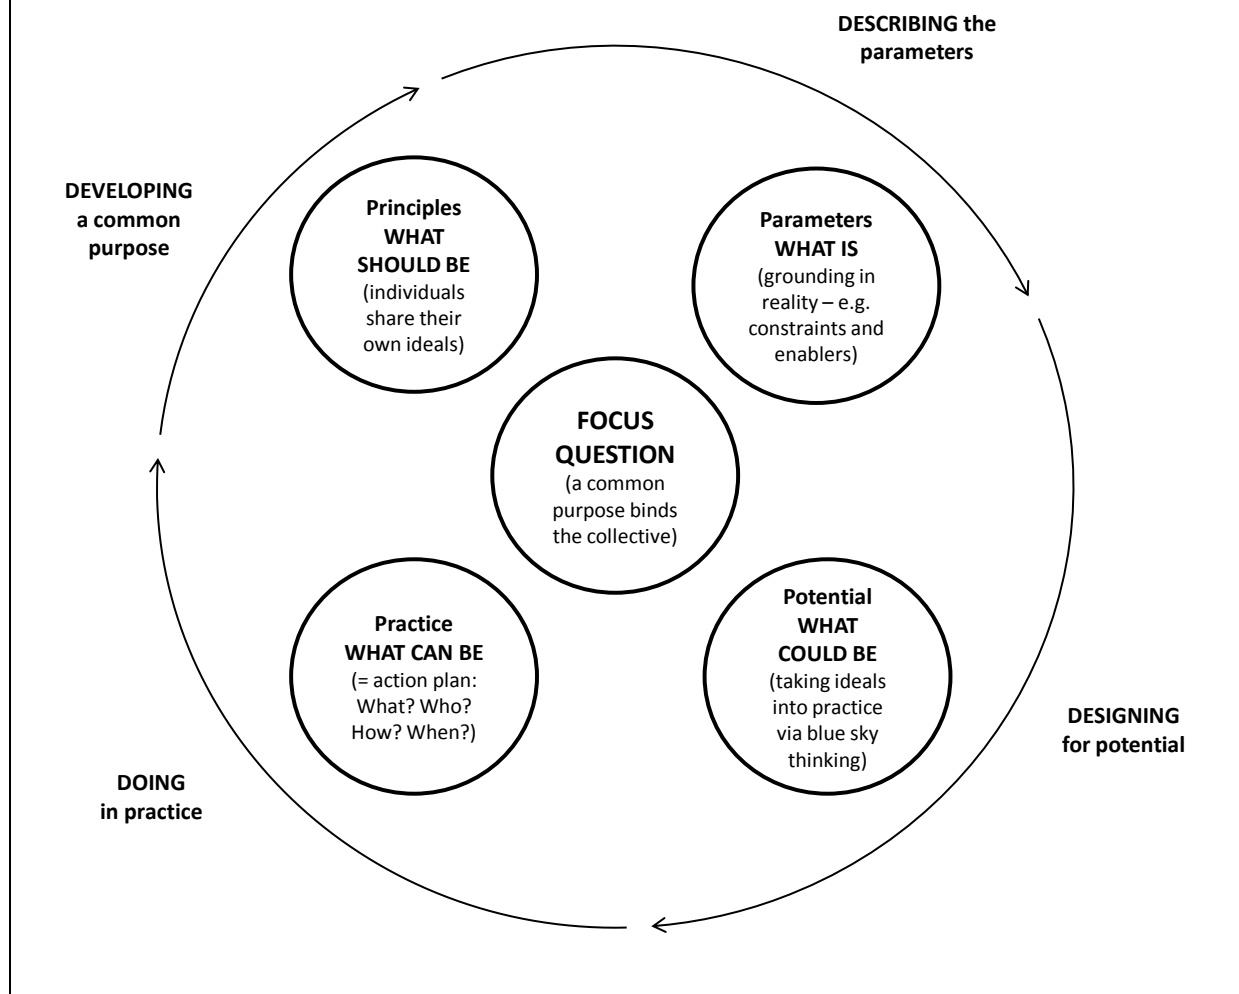 DESCRIBING the
parameters
DEVELOPING
a common
purpose
Principles
WHAT
SHOULD BE
(individuals
share their
own ideals)
Parameters
WHAT IS
(grounding in
reality – e.g.
constraints and
enablers)
FOCUS
QUESTION
(a common
purpose binds
the collective)
Practice
WHAT CAN BE
(= action plan:
What? Who?
How? When?)
Potential
WHAT
COULD BE
(taking ideals
into practice
via blue sky
thinking)
DESIGNING
for potential
DOING
in practice